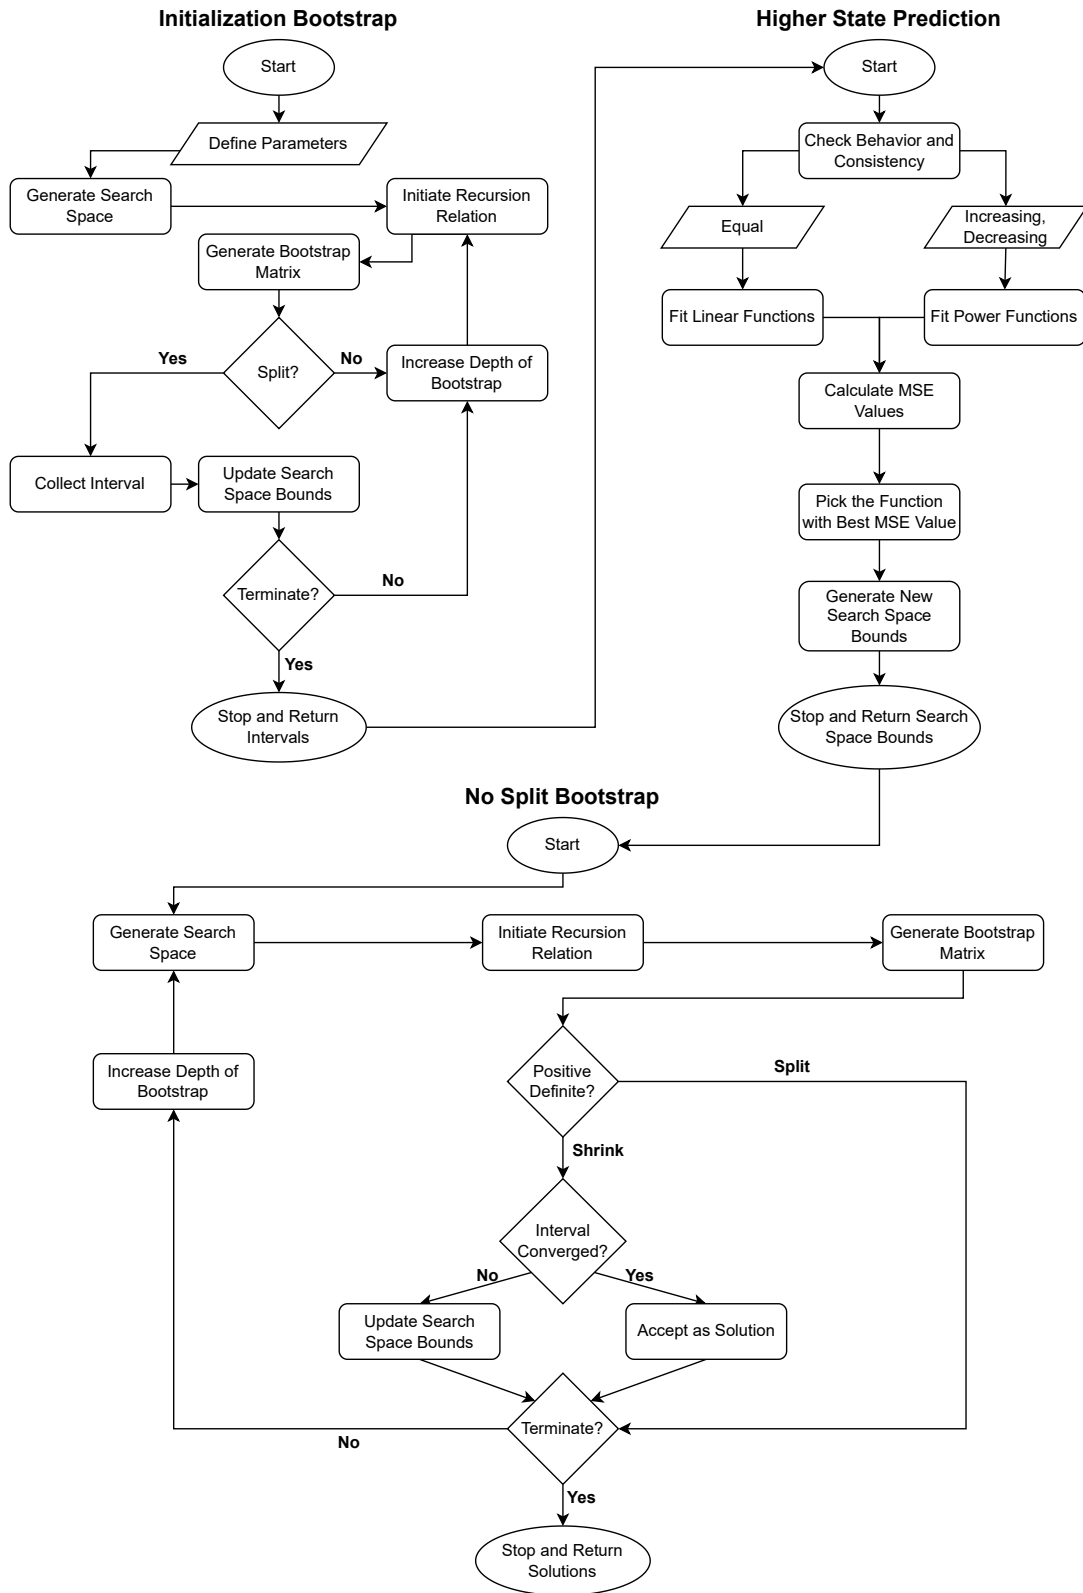 Initialization Bootstrap
Start
Define Parameters
Generate Search
Space
Initiate Recursion
Relation
Generate Bootstrap
Matrix
Split?
Yes
No
Increase Depth of
Bootstrap
Collect Interval
Update Search
Space Bounds
Terminate?
No
Yes
Stop and Return
Intervals
Higher State Prediction
Start
Check Behavior and
Consistency
Equal
Increasing,
Decreasing
Fit Linear Functions
Fit Power Functions
Calculate MSE
Values
Pick the Function
with Best MSE Value
Generate New
Search Space
Bounds
Stop and Return Search
Space Bounds
No Split Bootstrap
Start
Generate Search
Space
Initiate Recursion
Relation
Generate Bootstrap
Matrix
Increase Depth of
Bootstrap
Positive
Definite?
Split
Shrink
Interval
Converged?
No
Yes
Update Search
Space Bounds
Accept as Solution
Terminate?
No
Yes
Stop and Return
Solutions